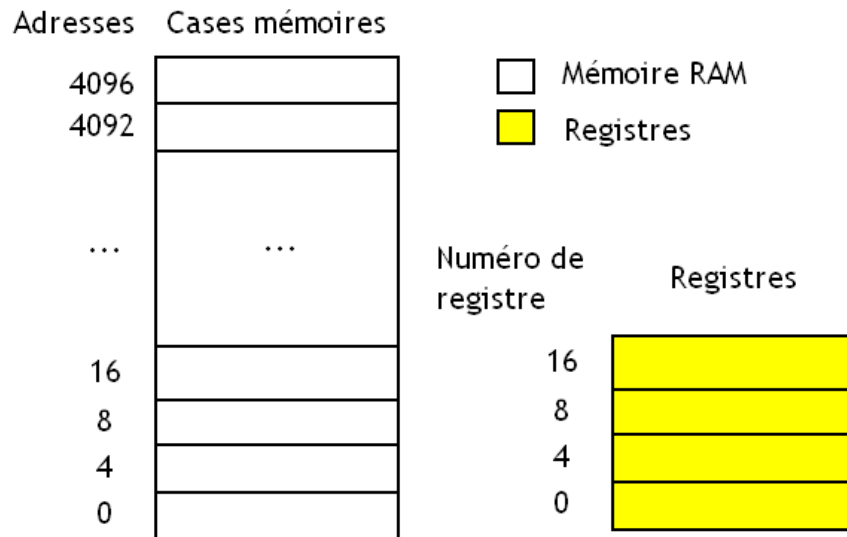 Adresses Cases mémoires
4096
4092
... ...
16
8
4
0
Mémoire RAM
Registres
Numéro de
registre
Registres
16
8
4
0